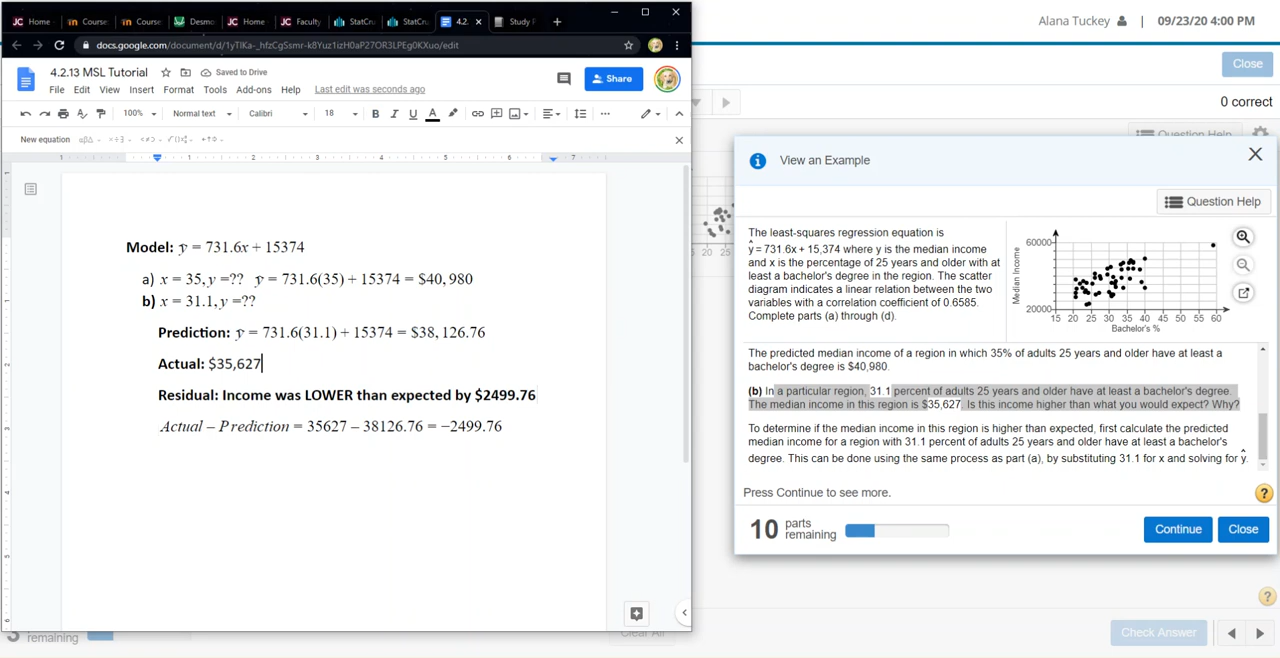 Home
Course
Course
Desmo
Home
Faculty
StatCru
StatCru
4.2.
Study P
Alana Tuckey | 09/23/20 4:00 PM
docs.google.com/document/d/1yTlKa-_hfzCgSsmr-k8Yuz1izH0aP27OR3LPEg0KXuo/edit
4.2.13 MSL Tutorial
Saved to Drive
Share
Close
File Edit View Insert Format Tools Add-ons Help Last edit was seconds ago
0 correct
100% Normal text Calibri 18 B I U A
Question Help
New equation
View an Example
Question Help
Model: ŷ = 731.6x + 15374
a) x = 35, y =?? ŷ = 731.6(35) + 15374 = $40, 980
b) x = 31.1, y =??
Prediction: ŷ = 731.6(31.1) + 15374 = $38, 126.76
Actual: $35,627
Residual: Income was LOWER than expected by $2499.76
Actual – Prediction = 35627 – 38126.76 = −2499.76
The least-squares regression equation is
ŷ = 731.6x + 15,374 where y is the median income
and x is the percentage of 25 years and older with at
least a bachelor's degree in the region. The scatter
diagram indicates a linear relation between the two
variables with a correlation coefficient of 0.6585.
Complete parts (a) through (d).
Median Income
60000
20000
15 20 25 30 35 40 45 50 55 60
Bachelor's %
20 25
The predicted median income of a region in which 35% of adults 25 years and older have at least a
bachelor's degree is $40,980.
(b) In a particular region, 31.1 percent of adults 25 years and older have at least a bachelor's degree.
The median income in this region is $35,627. Is this income higher than what you would expect? Why?
To determine if the median income in this region is higher than expected, first calculate the predicted
median income for a region with 31.1 percent of adults 25 years and older have at least a bachelor's
degree. This can be done using the same process as part (a), by substituting 31.1 for x and solving for ŷ.
Press Continue to see more.
10 parts
remaining
Continue
Close
remaining
Clear All
Check Answer